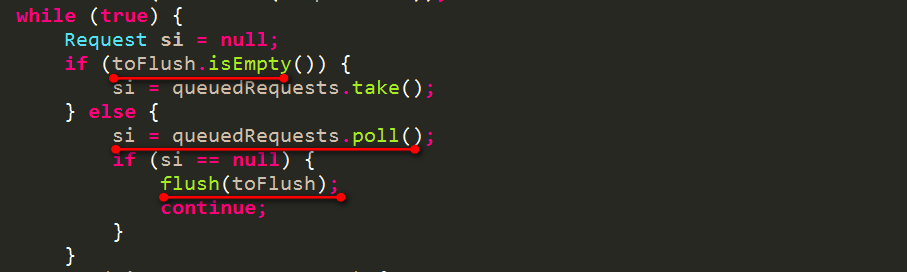 while (true) {
Request si = null;
if (toFlush.isEmpty()) {
si = queuedRequests.take();
} else {
si = queuedRequests.poll();
if (si == null) {
flush(toFlush);
continue;
}
}